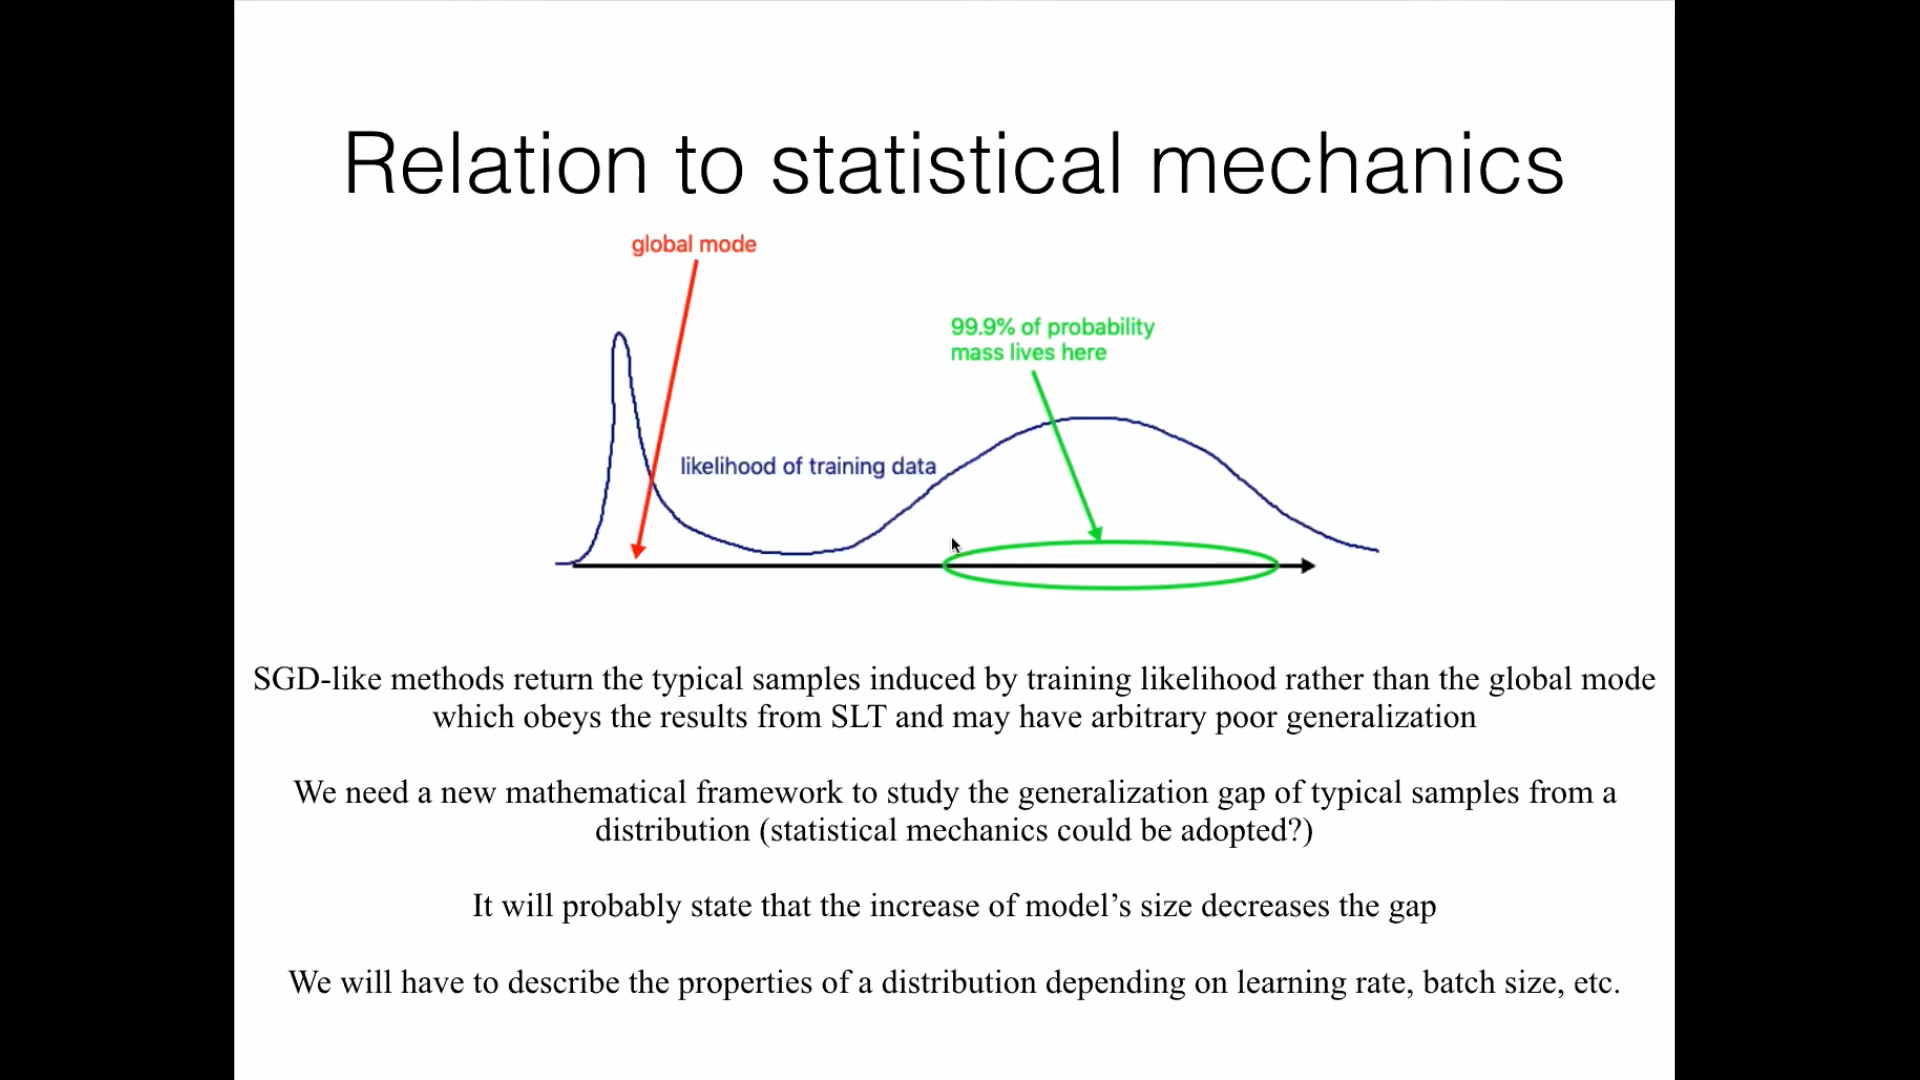 Relation to statistical mechanics
global mode
99.9% of probability
mass lives here
likelihood of training data
SGD-like methods return the typical samples induced by training likelihood rather than the global mode
which obeys the results from SLT and may have arbitrary poor generalization
We need a new mathematical framework to study the generalization gap of typical samples from a
distribution (statistical mechanics could be adopted?)
It will probably state that the increase of model’s size decreases the gap
We will have to describe the properties of a distribution depending on learning rate, batch size, etc.